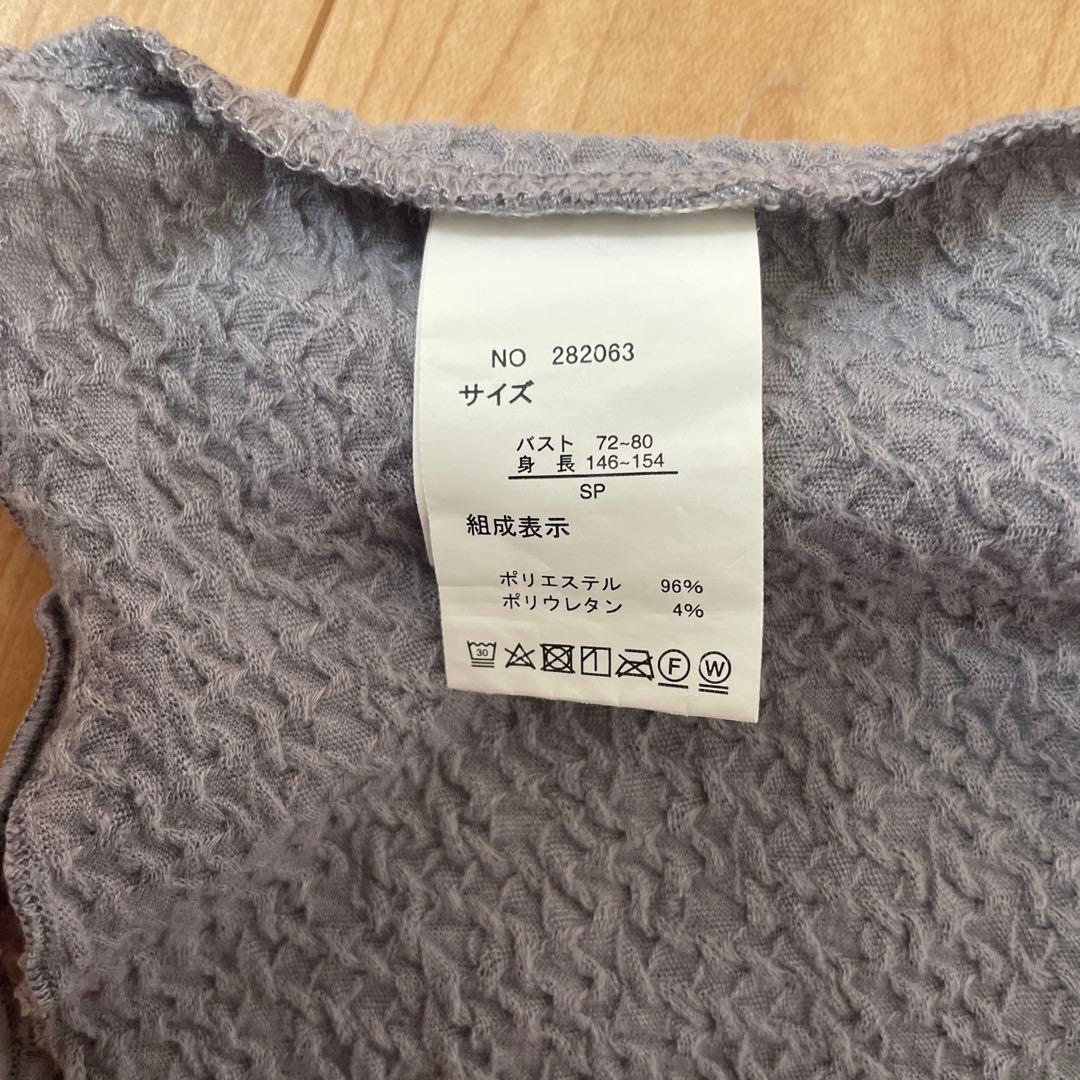 NO 282063
サイズ
バスト 72~80
身 長 146~154
SP
組成表示
ポリエステル 96%
ポリウレタン 4%
30 F W